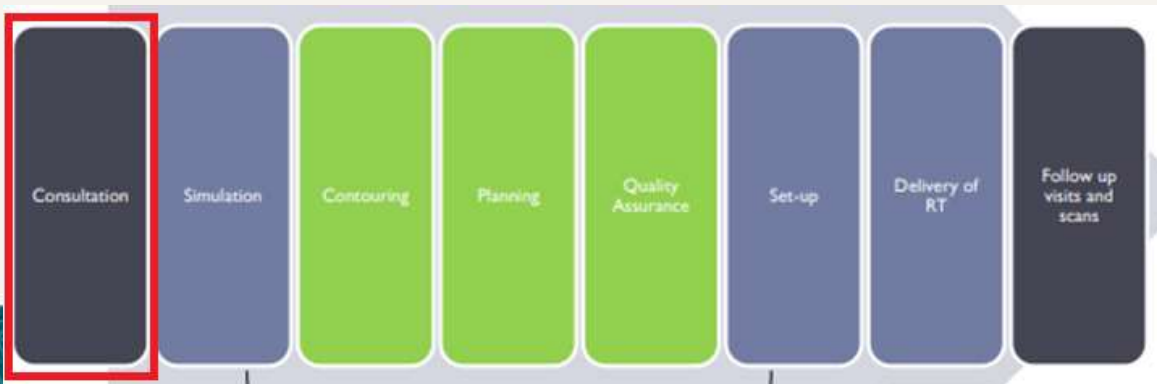 Consultation
Simulation
Contouring
Planning
Quality
Assurance
Set-up
Delivery of
RT
Follow up
visits and
scans